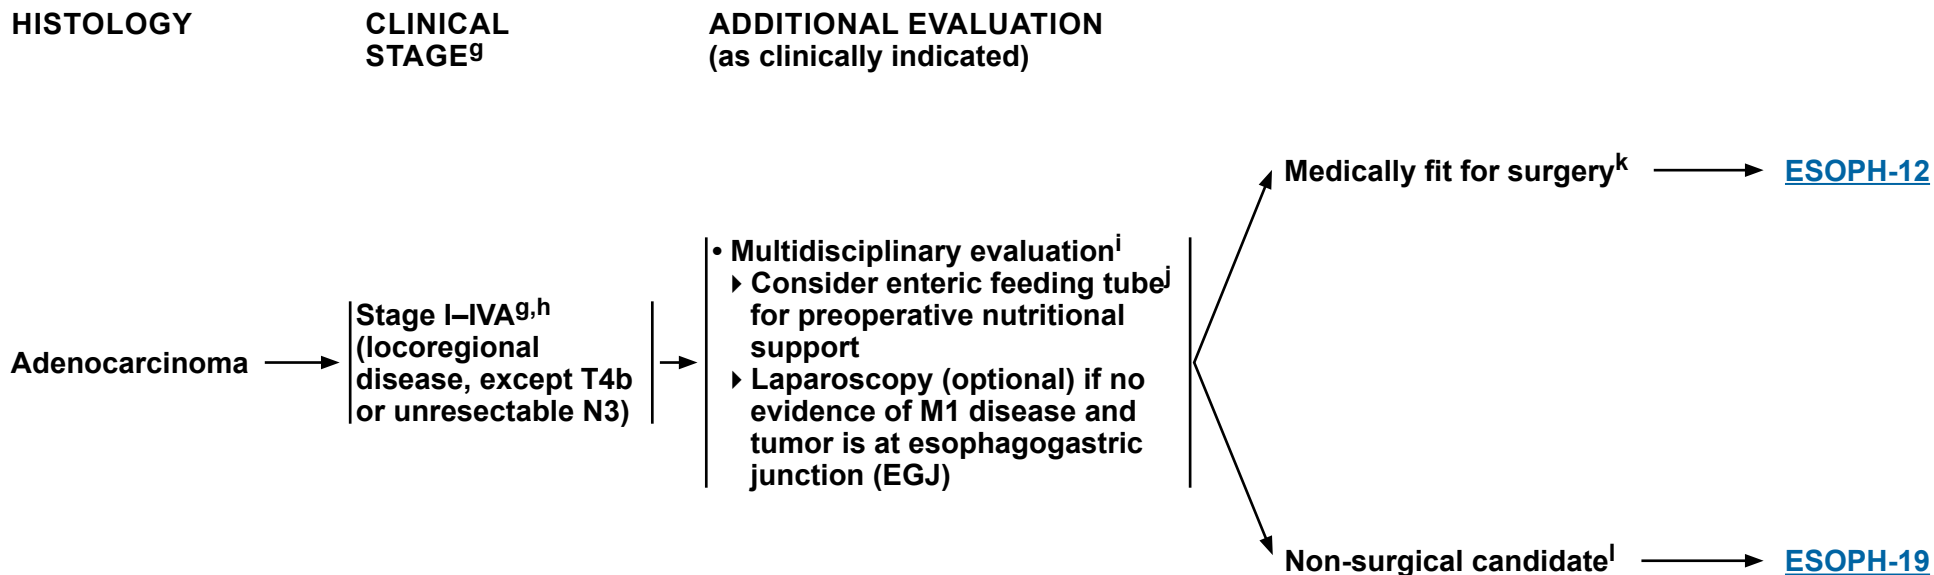 HISTOLOGY
CLINICAL
STAGEg
ADDITIONAL EVALUATION
(as clinically indicated)
Adenocarcinoma
Stage I–IVAg,h
(locoregional
disease, except T4b
or unresectable N3)
• Multidisciplinary evaluationi
Consider enteric feeding tubej
for preoperative nutritional
support
Laparoscopy (optional) if no
evidence of M1 disease and
tumor is at esophagogastric
junction (EGJ)
Medically fit for surgeryk
ESOPH-12
Non-surgical candidatel
ESOPH-19